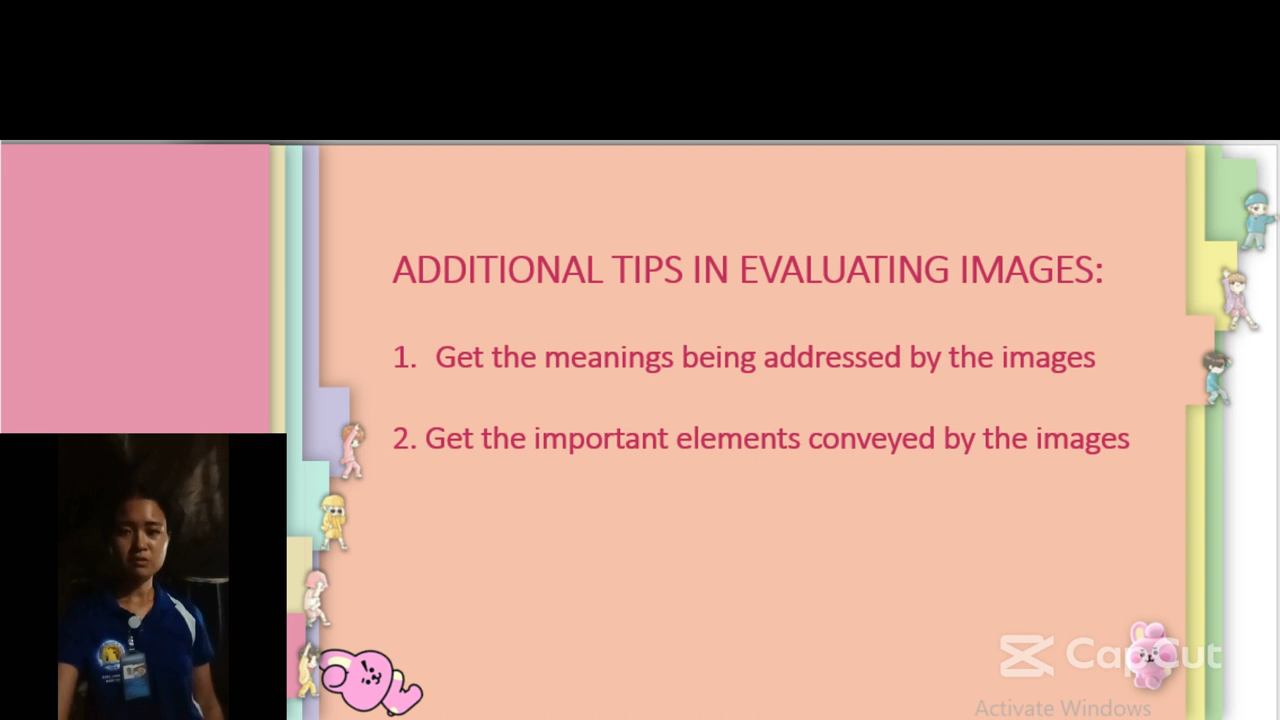 ADDITIONAL TIPS IN EVALUATING IMAGES:
1. Get the meanings being addressed by the images
2. Get the important elements conveyed by the images
CapCut
Activate Windows